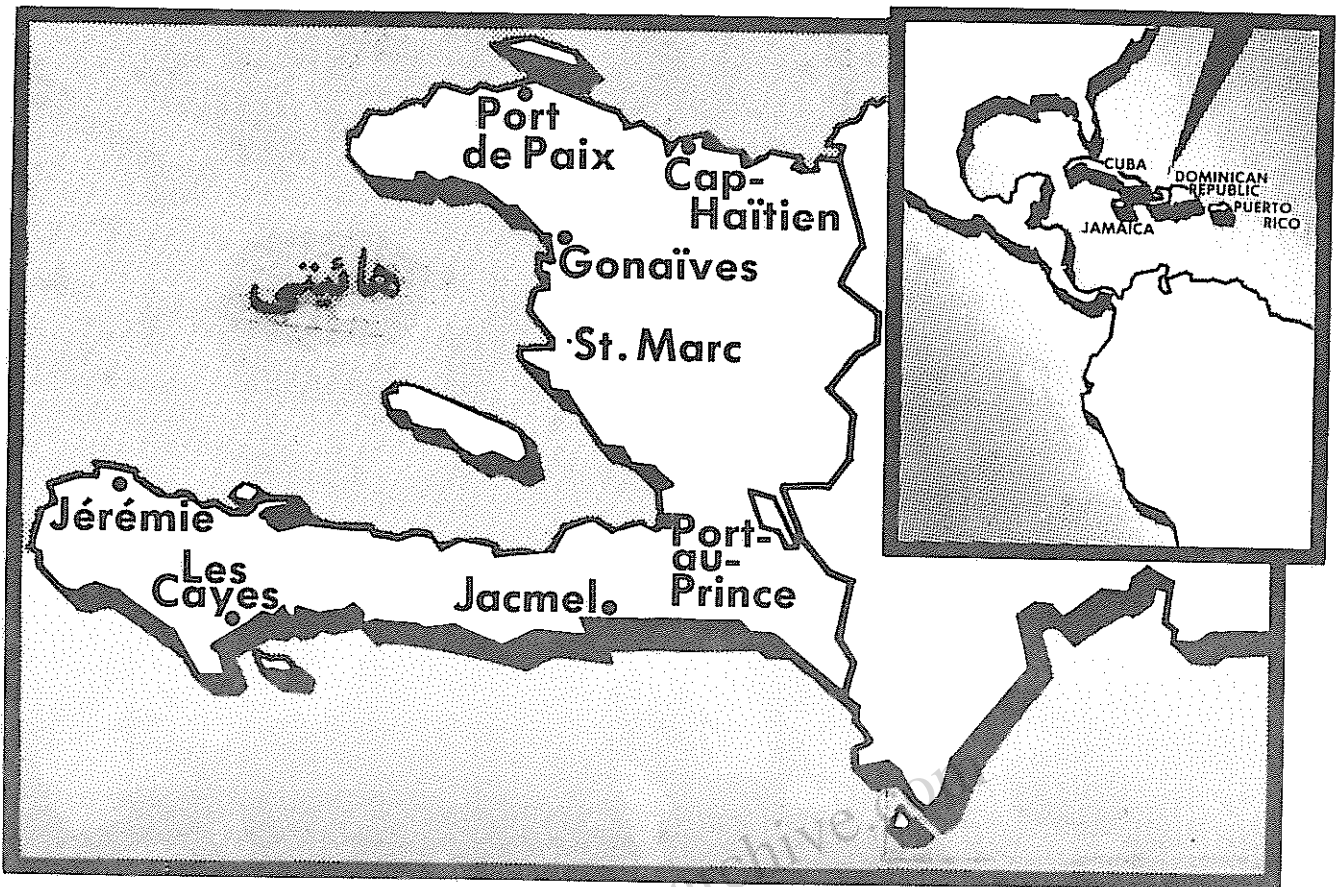 Port
de Paix
Cap-
Haïtien
Gonaïves
هائیتی
St. Marc
Jérémie
Les
Cayes
Jacmel
Port-
au-
Prince
CUBA
DOMINICAN
REPUBLIC
PUERTO
RICO
JAMAICA